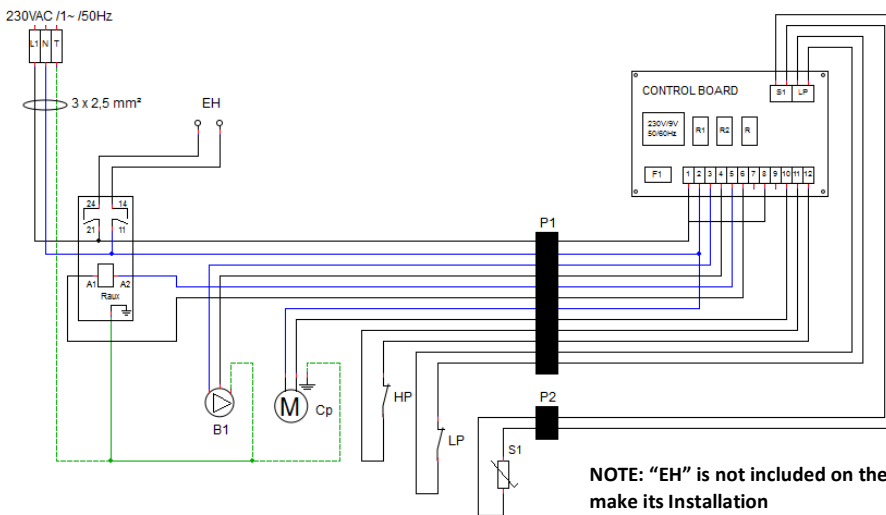 230VAC /1~ /50Hz
L1 N T
3 x 2,5 mm²
EH
CONTROL BOARD
S1 LP
230V/9V
50/60Hz
R1 R2 R
F1
1 2 3 4 5 6 7 8 9 10 11 12
24 14
21 11
A1 A2
Raux
P1
B1
M
Cp
HP
LP
P2
S1
NOTE: “EH” is not included on the
make its Installation